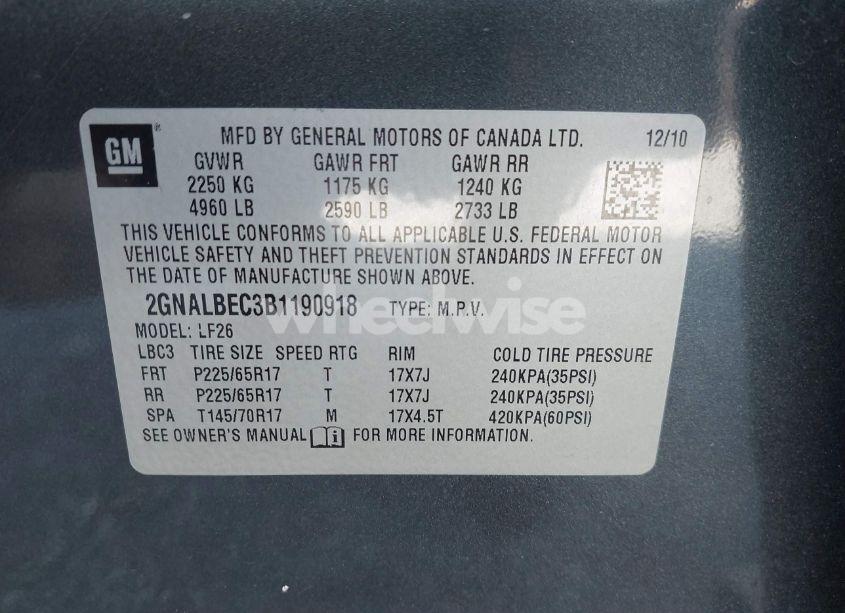 GM
MFD BY GENERAL MOTORS OF CANADA LTD. 12/10
GVWR GAWR FRT GAWR RR
2250 KG 1175 KG 1240 KG
4960 LB 2590 LB 2733 LB
THIS VEHICLE CONFORMS TO ALL APPLICABLE U.S. FEDERAL MOTOR
VEHICLE SAFETY AND THEFT PREVENTION STANDARDS IN EFFECT ON
THE DATE OF MANUFACTURE SHOWN ABOVE.
2GNALBEC3B1190918 TYPE: M.P.V.
wheelwise
MODEL: LF26
LBC3 TIRE SIZE SPEED RTG RIM COLD TIRE PRESSURE
FRT P225/65R17 T 17X7J 240KPA(35PSI)
RR P225/65R17 T 17X7J 240KPA(35PSI)
SPA T145/70R17 M 17X4.5T 420KPA(60PSI)
SEE OWNER'S MANUAL FOR MORE INFORMATION.